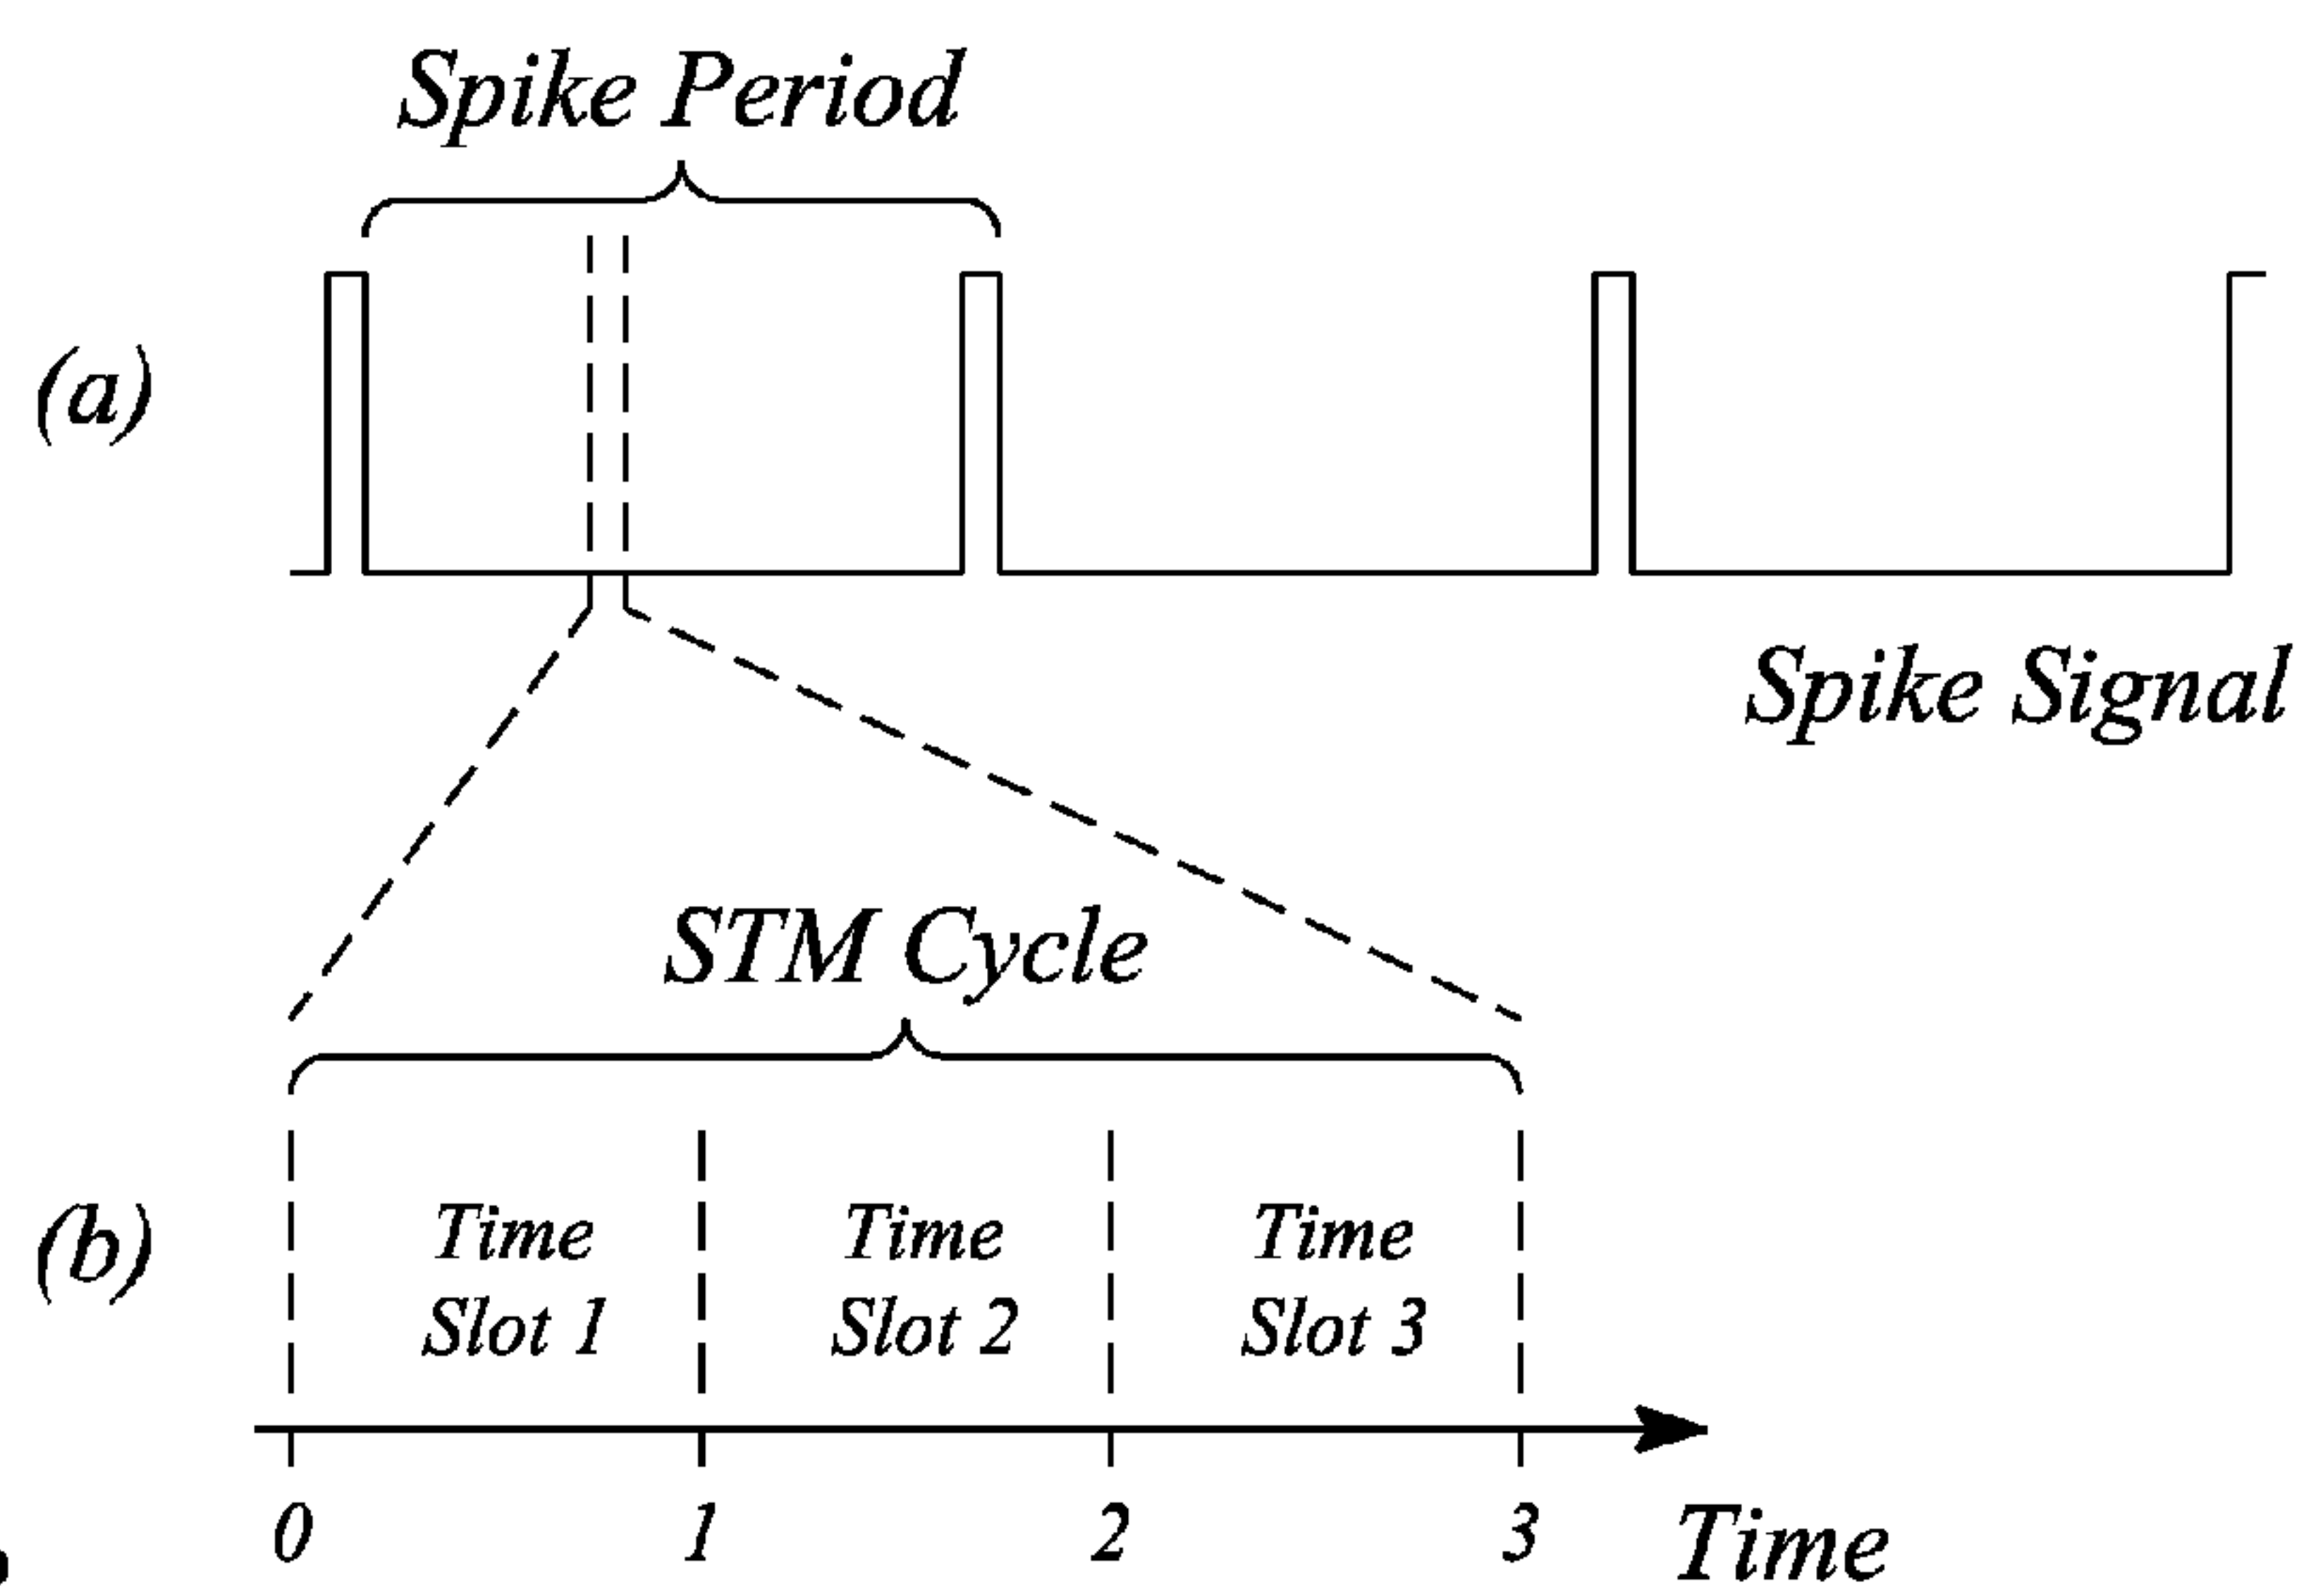 Spike Period
(a)
Spike Signal
STM Cycle
(b)
Time Time Time
Slot 1 Slot 2 Slot 3
0 1 2 3 Time